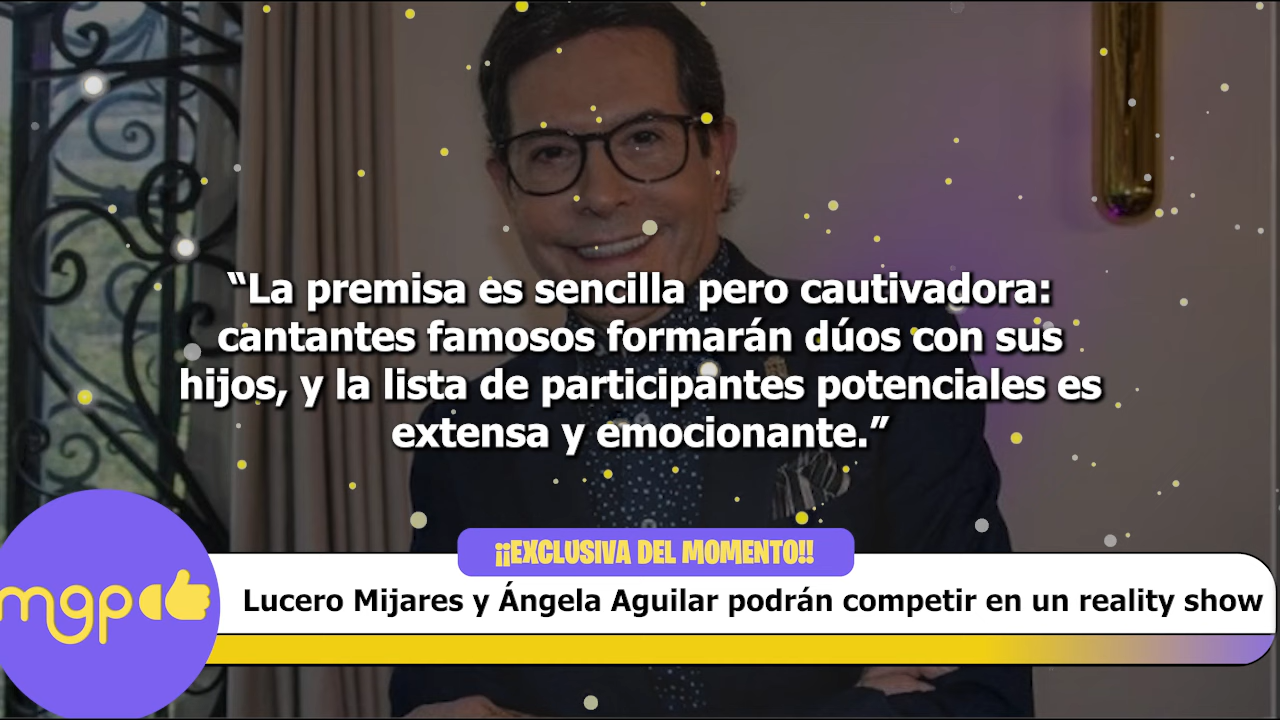 “La premisa es sencilla pero cautivadora:
cantantes famosos formarán dúos con sus
hijos, y la lista de participantes potenciales es
extensa y emocionante.”
¡¡EXCLUSIVA DEL MOMENTO!!
mgp
Lucero Mijares y Ángela Aguilar podrán competir en un reality show